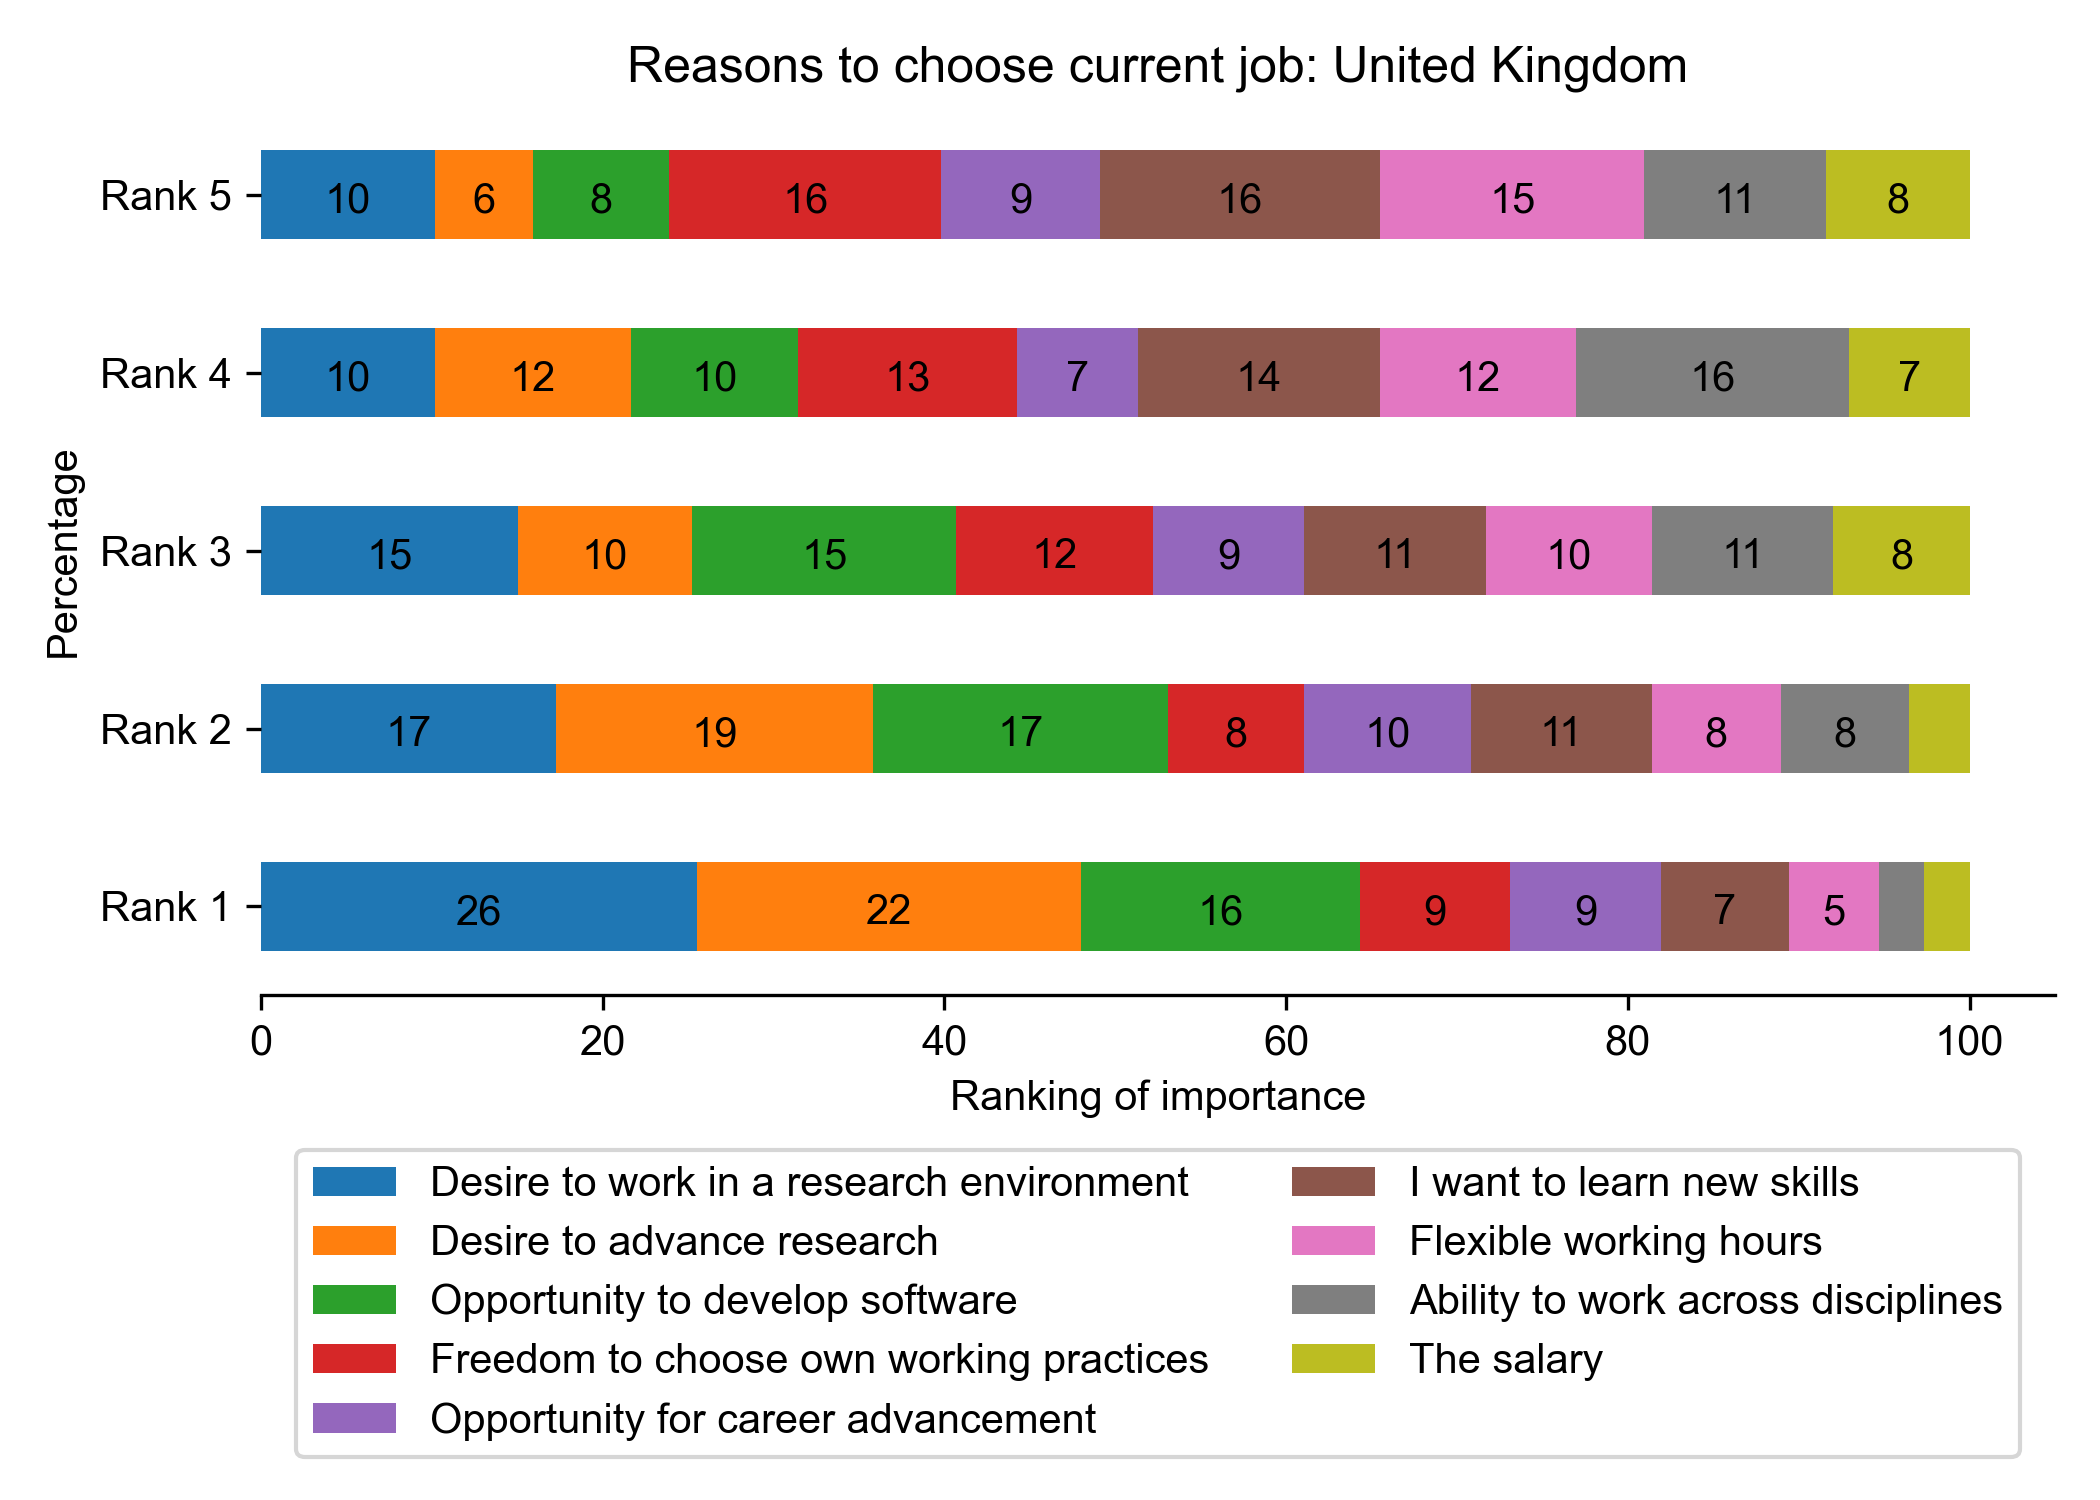 Reasons to choose current job: United Kingdom
Rank 5 10 6 8 16 9 16 15 11 8
Rank 4 10 12 10 13 7 14 12 16 7
Percentage
Rank 3 15 10 15 12 9 11 10 11 8
Rank 2 17 19 17 8 10 11 8 8
Rank 1 26 22 16 9 9 7 5
0 20 40 60 80 100
Ranking of importance
Desire to work in a research environment
Desire to advance research
Opportunity to develop software
Freedom to choose own working practices
Opportunity for career advancement
I want to learn new skills
Flexible working hours
Ability to work across disciplines
The salary